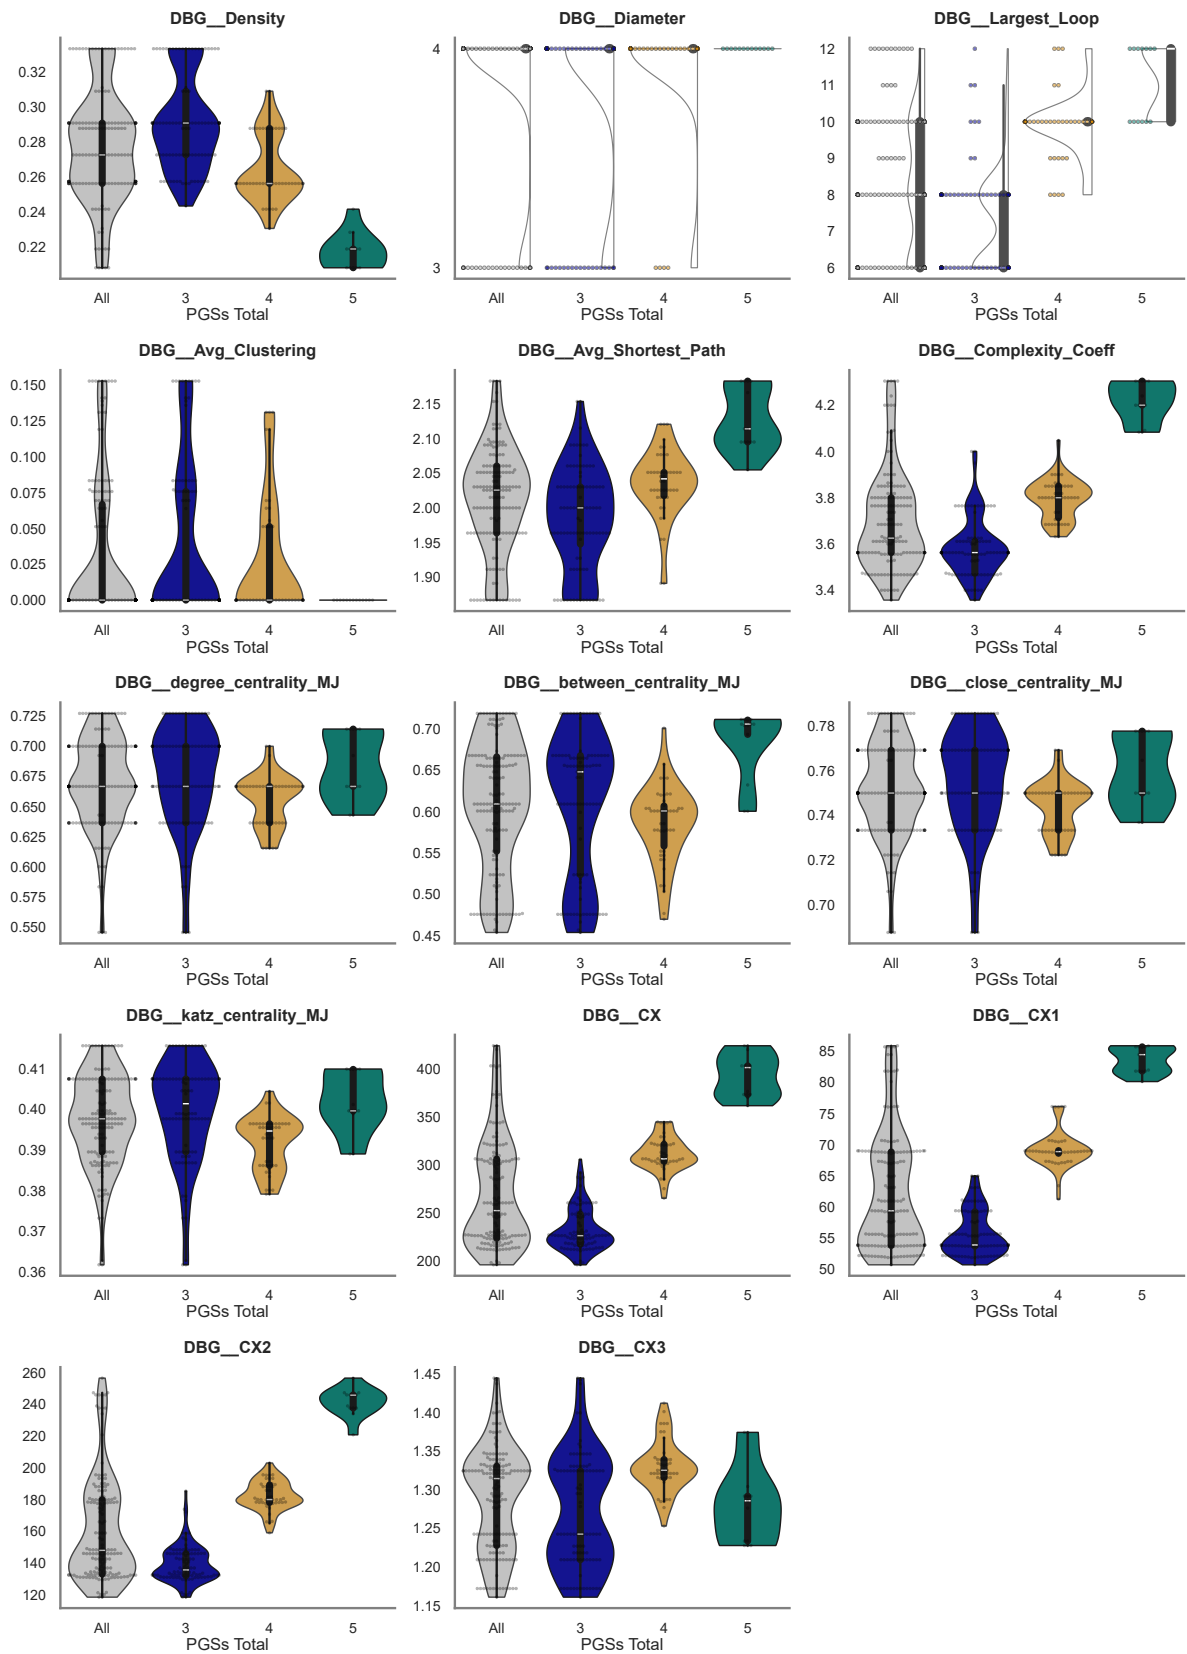 DBG__Density
0.32
0.30
0.28
0.26
0.24
0.22
All 3 4 5
PGSs Total
DBG__Diameter
4
3
All 3 4 5
PGSs Total
DBG__Largest_Loop
12
11
10
9
8
7
6
All 3 4 5
PGSs Total
DBG__Avg_Clustering
0.150
0.125
0.100
0.075
0.050
0.025
0.000
All 3 4 5
PGSs Total
DBG__Avg_Shortest_Path
2.15
2.10
2.05
2.00
1.95
1.90
All 3 4 5
PGSs Total
DBG__Complexity_Coeff
4.2
4.0
3.8
3.6
3.4
All 3 4 5
PGSs Total
DBG__degree_centrality_MJ
0.725
0.700
0.675
0.650
0.625
0.600
0.575
0.550
All 3 4 5
PGSs Total
DBG__between_centrality_MJ
0.70
0.65
0.60
0.55
0.50
0.45
All 3 4 5
PGSs Total
DBG__close_centrality_MJ
0.78
0.76
0.74
0.72
0.70
All 3 4 5
PGSs Total
DBG__katz_centrality_MJ
0.41
0.40
0.39
0.38
0.37
0.36
All 3 4 5
PGSs Total
DBG__CX
400
350
300
250
200
All 3 4 5
PGSs Total
DBG__CX1
85
80
75
70
65
60
55
50
All 3 4 5
PGSs Total
DBG__CX2
260
240
220
200
180
160
140
120
All 3 4 5
PGSs Total
DBG__CX3
1.45
1.40
1.35
1.30
1.25
1.20
1.15
All 3 4 5
PGSs Total